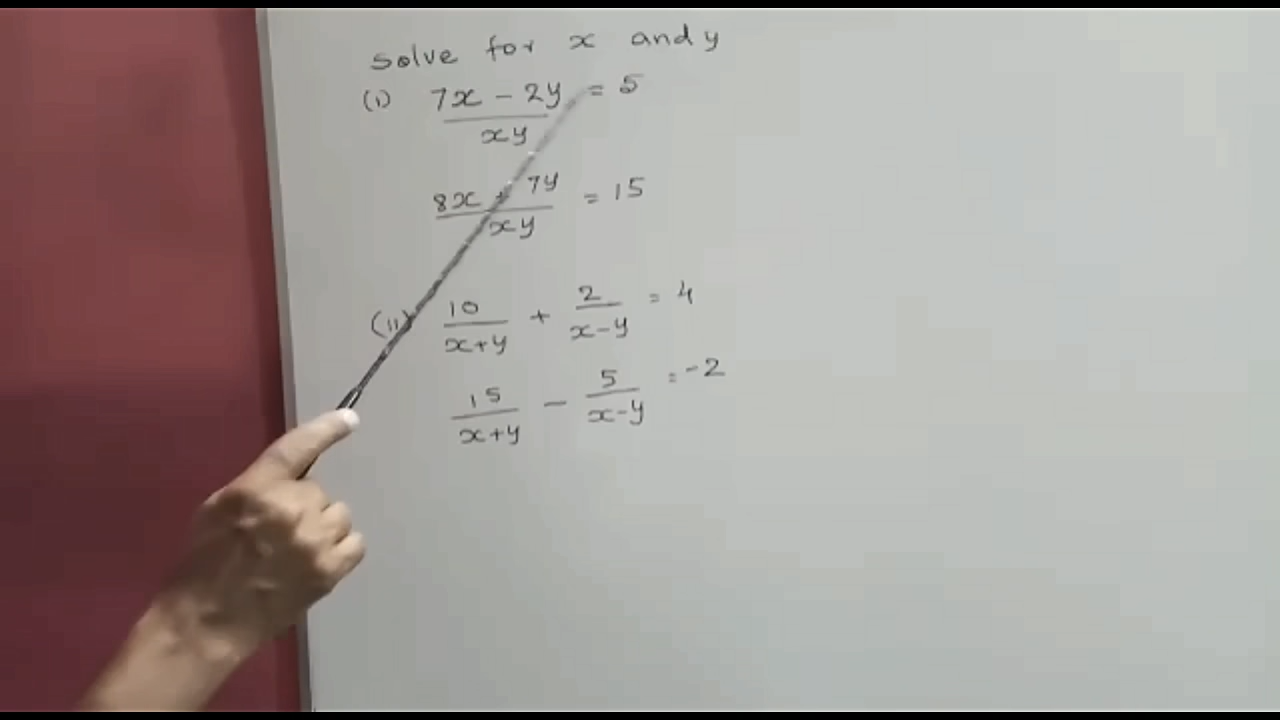 solve for x and y
(i) 7x - 2y = 5
xy
8x + 7y = 15
xy
(ii) 10 + 2 = 4
x+y x-y
15 - 5 = -2
x+y x-y